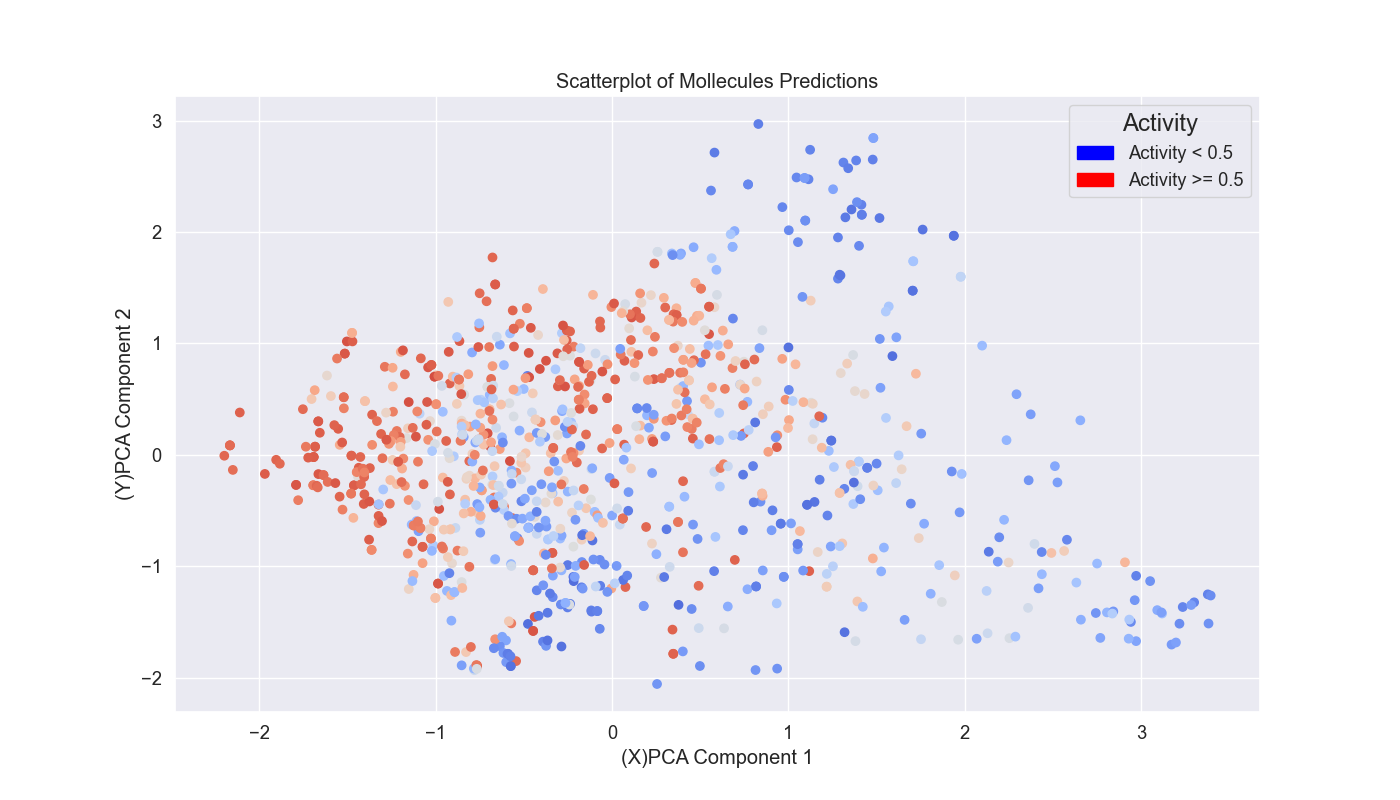 Scatterplot of Mollecules Predictions
Activity
Activity < 0.5
Activity >= 0.5
(Y)PCA Component 2
3
2
1
0
−1
−2
−2
−1
0
1
2
3
(X)PCA Component 1